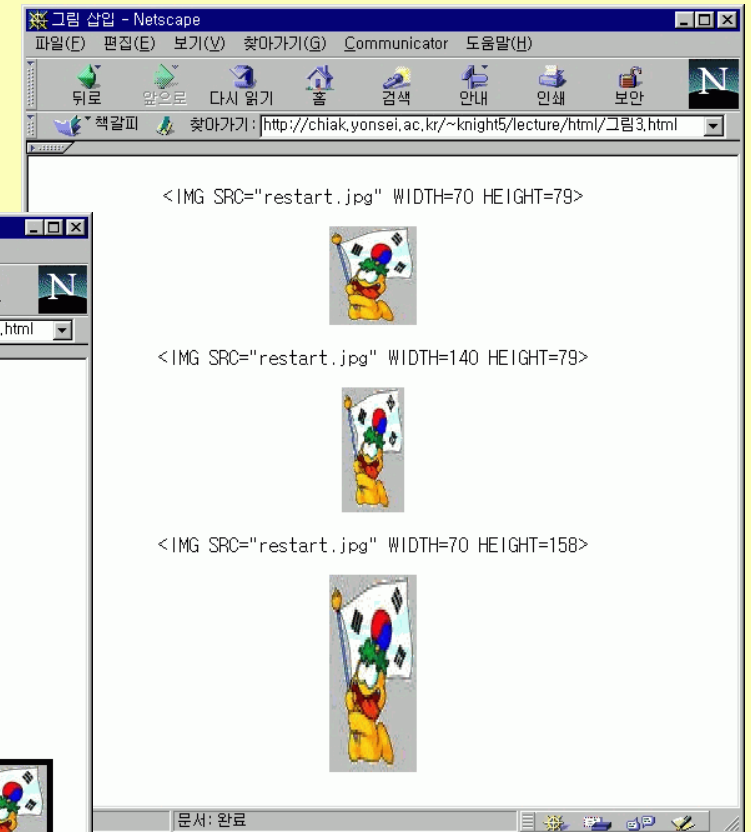 그림 삽입 - Netscape
파일(F) 편집(E) 보기(V) 찾아가기(G) Communicator 도움말(H)
뒤로 앞으로 다시 읽기 홈 검색 안내 인쇄 보안 N
책갈피 찾아가기: http://chiak.yonsei.ac.kr/~knight5/lecture/html/그림3.html
<IMG SRC="restart.jpg" WIDTH=70 HEIGHT=79>
N
.html
<IMG SRC="restart.jpg" WIDTH=140 HEIGHT=79>
<IMG SRC="restart.jpg" WIDTH=70 HEIGHT=158>
문서: 완료